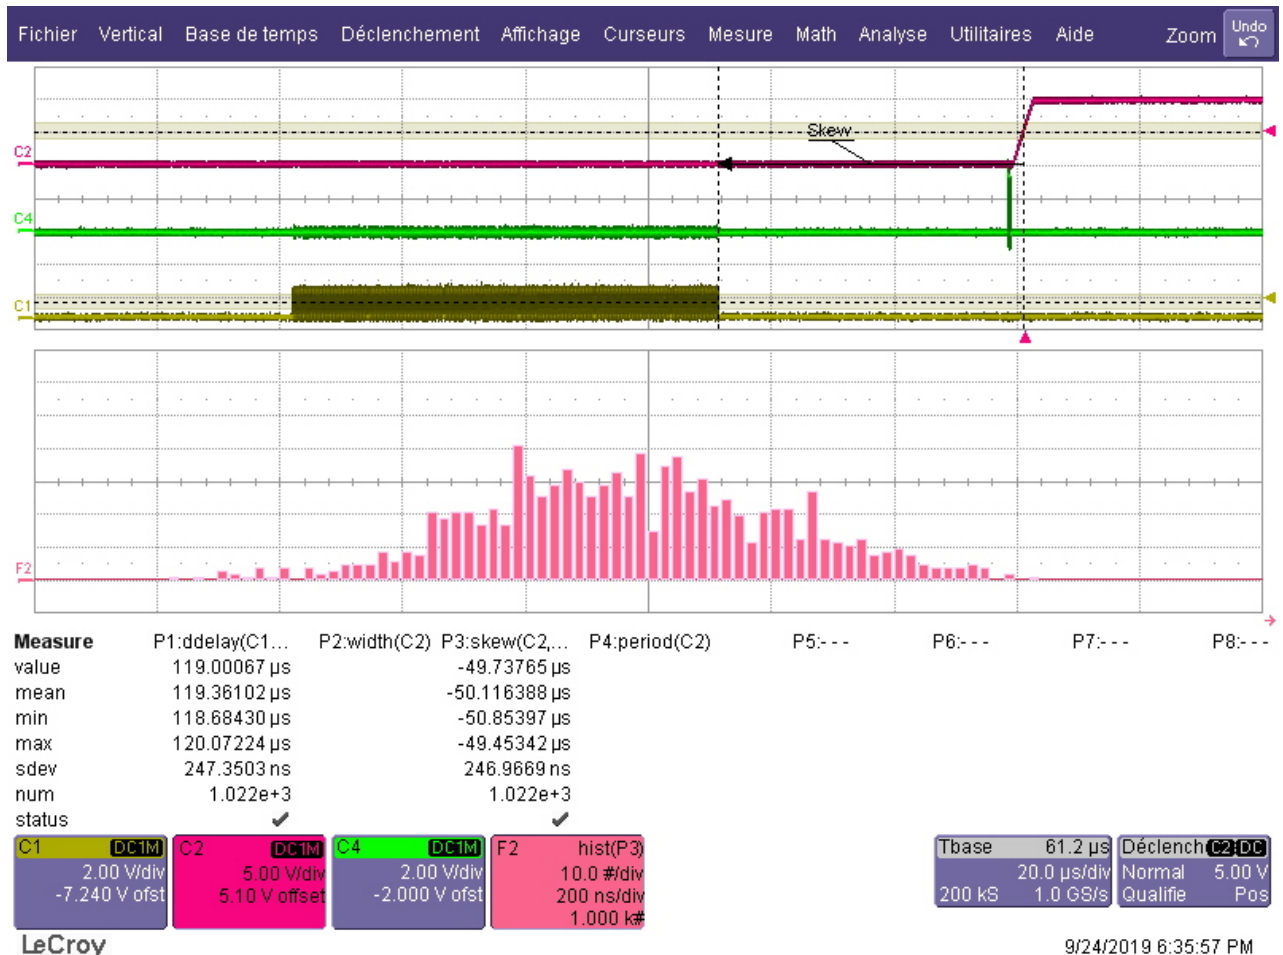 Fichier Vertical Base de temps Déclenchement Affichage Curseurs Mesure Math Analyse Utilitaires Aide Zoom Undo
Skew
C2
C4
C1
F2
Measure P1:ddelay(C1... P2:width(C2) P3:skew(C2,... P4:period(C2) P5:- - - P6:- - - P7:- - - P8:- - -
value 119.00067 µs -49.73765 µs
mean 119.36102 µs -50.116388 µs
min 118.68430 µs -50.85397 µs
max 120.07224 µs -49.45342 µs
sdev 247.3503 ns 246.9669 ns
num 1.022e+3 1.022e+3
status
C1 DC1M C2 DC1M C4 DC1M F2 hist(P3) Tbase 61.2 µs Déclench C2 DC
2.00 V/div 5.00 V/div 2.00 V/div 10.0 #/div 20.0 µs/div Normal 5.00 V
-7.240 V ofst 5.10 V offset -2.000 V ofst 200 ns/div 200 kS 1.0 GS/s Qualifie Pos
1.000 k#
LeCroy 9/24/2019 6:35:57 PM